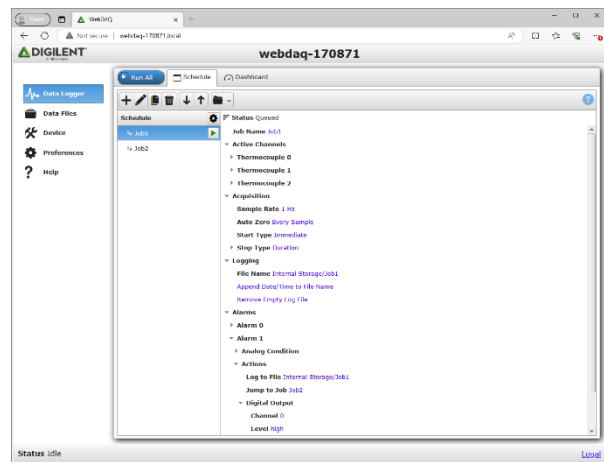 WebDAQ
Not secure | webdaq-170871.local
DIGILENT
webdaq-170871
Run All
Schedule
Dashboard
Data Logger
Data Files
Device
Preferences
Help
Schedule
Job1
Job2
Status Queued
Job Name Job1
Active Channels
Thermocouple 0
Thermocouple 1
Thermocouple 2
Acquisition
Sample Rate 1 Hz
Auto Zero Every Sample
Start Type Immediate
Stop Type Duration
Logging
File Name Internal Storage/Job1
Append Date/Time to File Name
Remove Empty Log File
Alarms
Alarm 0
Alarm 1
Analog Condition
Actions
Log to File Internal Storage/Job1
Jump to Job Job2
Digital Output
Channel 0
Level high
Status Idle
Legal